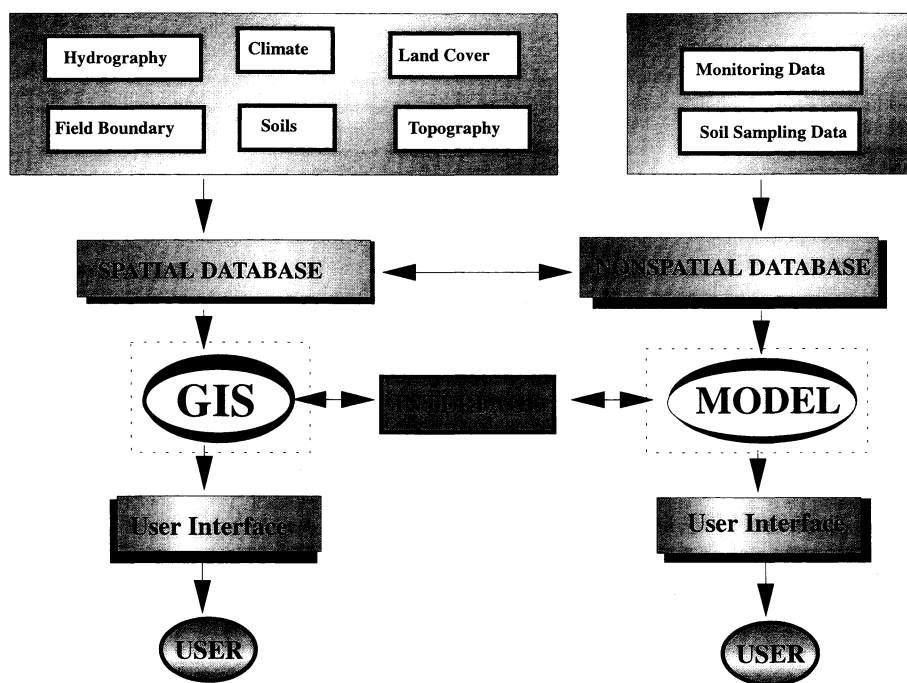 Hydrography
Climate
Land Cover
Field Boundary
Soils
Topography
Monitoring Data
Soil Sampling Data
SPATIAL DATABASE
NONSPATIAL DATABASE
GIS
INTERFACE
MODEL
User Interface
User Interface
USER
USER